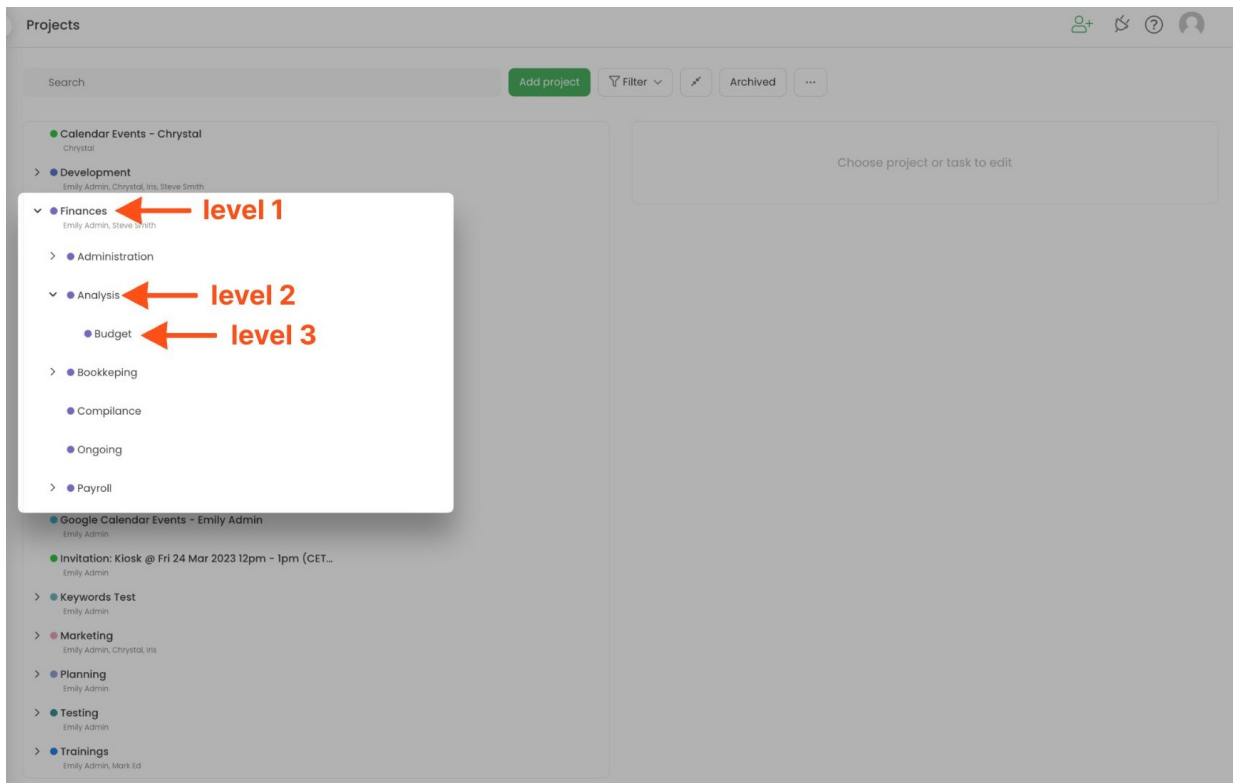 Projects
Search
Add project
Filter
Archived
...
Calendar Events - Chrystal
Chrystal
Development
Emily Admin, Chrystal, Iris, Steve Smith
Finances
level 1
Emily Admin, Steve Smith
Administration
Analysis
level 2
Budget
level 3
Bookkeping
Compilance
Ongoing
Payroll
Google Calendar Events - Emily Admin
Emily Admin
Invitation: Kiosk @ Fri 24 Mar 2023 12pm - 1pm (CET...
Emily Admin
Keywords Test
Emily Admin
Marketing
Emily Admin, Chrystal, Iris
Planning
Emily Admin
Testing
Emily Admin
Trainings
Emily Admin, Mark Ed
Choose project or task to edit